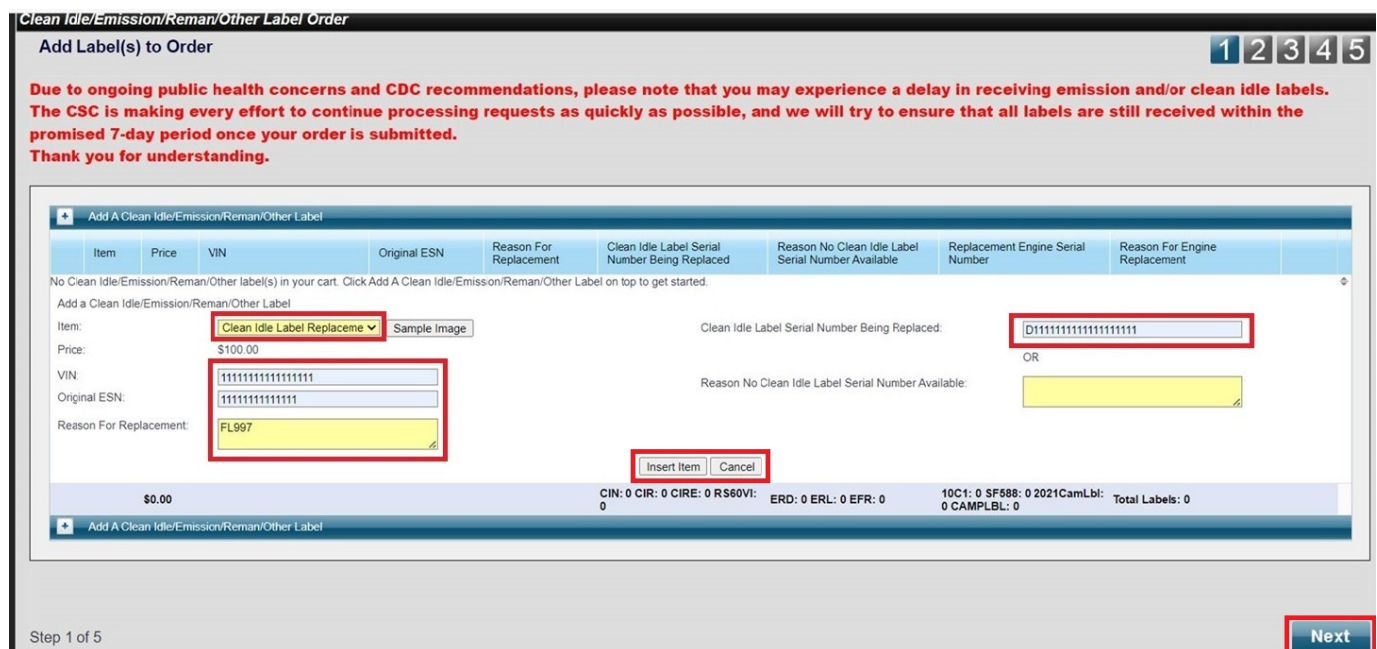 Clean Idle/Emission/Reman/Other Label Order
Add Label(s) to Order
1 2 3 4 5
Due to ongoing public health concerns and CDC recommendations, please note that you may experience a delay in receiving emission and/or clean idle labels.
The CSC is making every effort to continue processing requests as quickly as possible, and we will try to ensure that all labels are still received within the
promised 7-day period once your order is submitted.
Thank you for understanding.
+ Add A Clean Idle/Emission/Reman/Other Label
Item Price VIN Original ESN Reason For Replacement Clean Idle Label Serial Number Being Replaced Reason No Clean Idle Label Serial Number Available Replacement Engine Serial Number Reason For Engine Replacement
No Clean Idle/Emission/Reman/Other label(s) in your cart. Click Add A Clean Idle/Emission/Reman/Other Label on top to get started.
Add a Clean Idle/Emission/Reman/Other Label
Item: Clean Idle Label Replaceme Sample Image
Clean Idle Label Serial Number Being Replaced: D1111111111111111111
Price: $100.00
OR
VIN: 11111111111111111
Reason No Clean Idle Label Serial Number Available:
Original ESN: 11111111111111
Reason For Replacement: FL997
Insert Item Cancel
$0.00 CIN: 0 CIR: 0 CIRE: 0 RS60VI: 0 ERD: 0 ERL: 0 EFR: 0 10C1: 0 SF588: 0 2021CamLbl: 0 CAMPLBL: 0 Total Labels: 0
+ Add A Clean Idle/Emission/Reman/Other Label
Step 1 of 5
Next